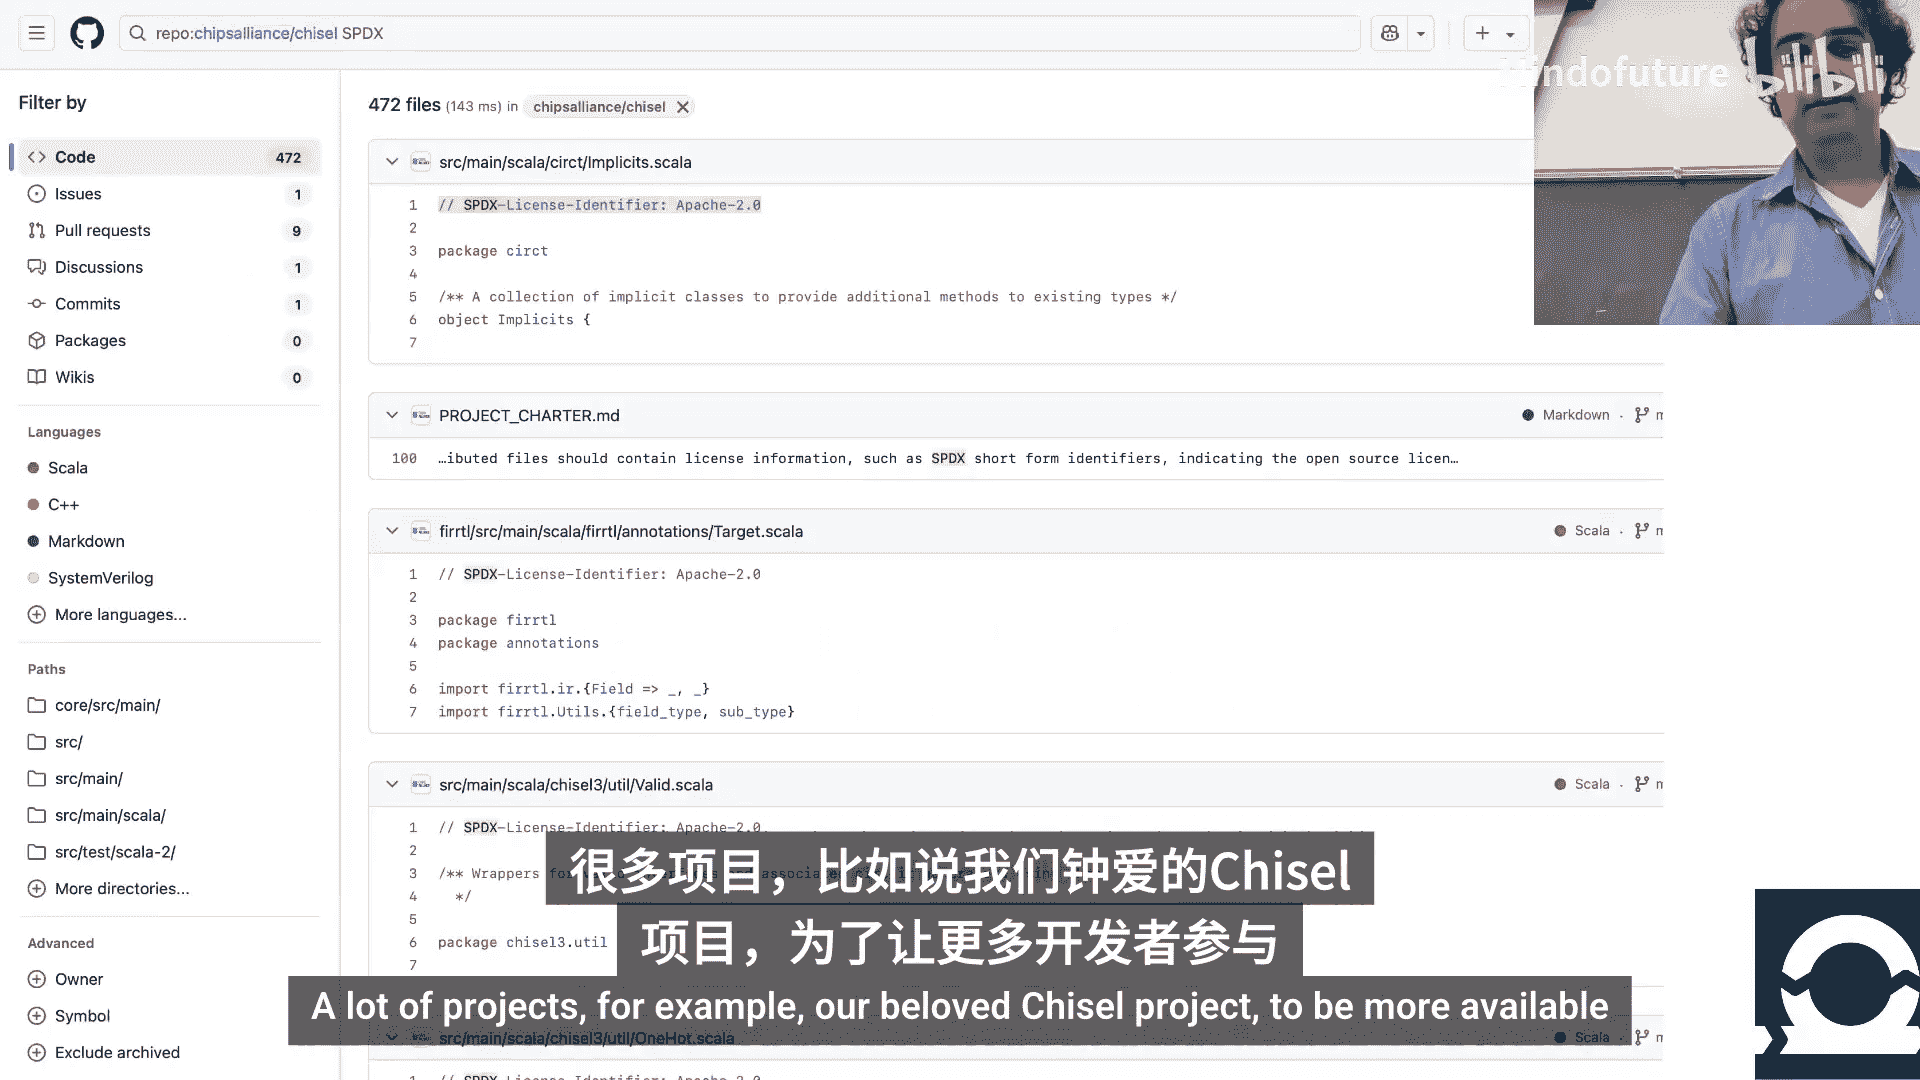 repo:chipsalliance/chisel SPDX
indofuture
bilibili
Filter by
Code 472
Issues 1
Pull requests 9
Discussions 1
Commits 1
Packages 0
Wikis 0
Languages
Scala
C++
Markdown
SystemVerilog
More languages...
Paths
core/src/main/
src/
src/main/
src/main/scala/
src/test/scala-2/
More directories...
Advanced
Owner
Symbol
Exclude archived
472 files (143 ms) in chipsalliance/chisel
src/main/scala/circt/Implicits.scala
1 // SPDX-License-Identifier: Apache-2.0
2
3 package circt
4
5 /** A collection of implicit classes to provide additional methods to existing types */
6 object Implicits {
7
PROJECT_CHARTER.md
Markdown · m
100 …ibuted files should contain license information, such as SPDX short form identifiers, indicating the open source licen…
firrtl/src/main/scala/firrtl/annotations/Target.scala
Scala · m
1 // SPDX-License-Identifier: Apache-2.0
2
3 package firrtl
4 package annotations
5
6 import firrtl.ir.{Field => _, _}
7 import firrtl.Utils.{field_type, sub_type}
src/main/scala/chisel3/util/Valid.scala
Scala · m
1 // SPDX-License-Identifier: Apache-2.0
2
3 /** Wrappers
4 */
5
6 package chisel3.util
7
src/main/scala/chisel3/util/OneHot.scala
Scala · m
1 // SPDX-License-Identifier: Apache-2.0
很多项目，比如说我们钟爱的Chisel
项目，为了让更多开发者参与
A lot of projects, for example, our beloved Chisel project, to be more available